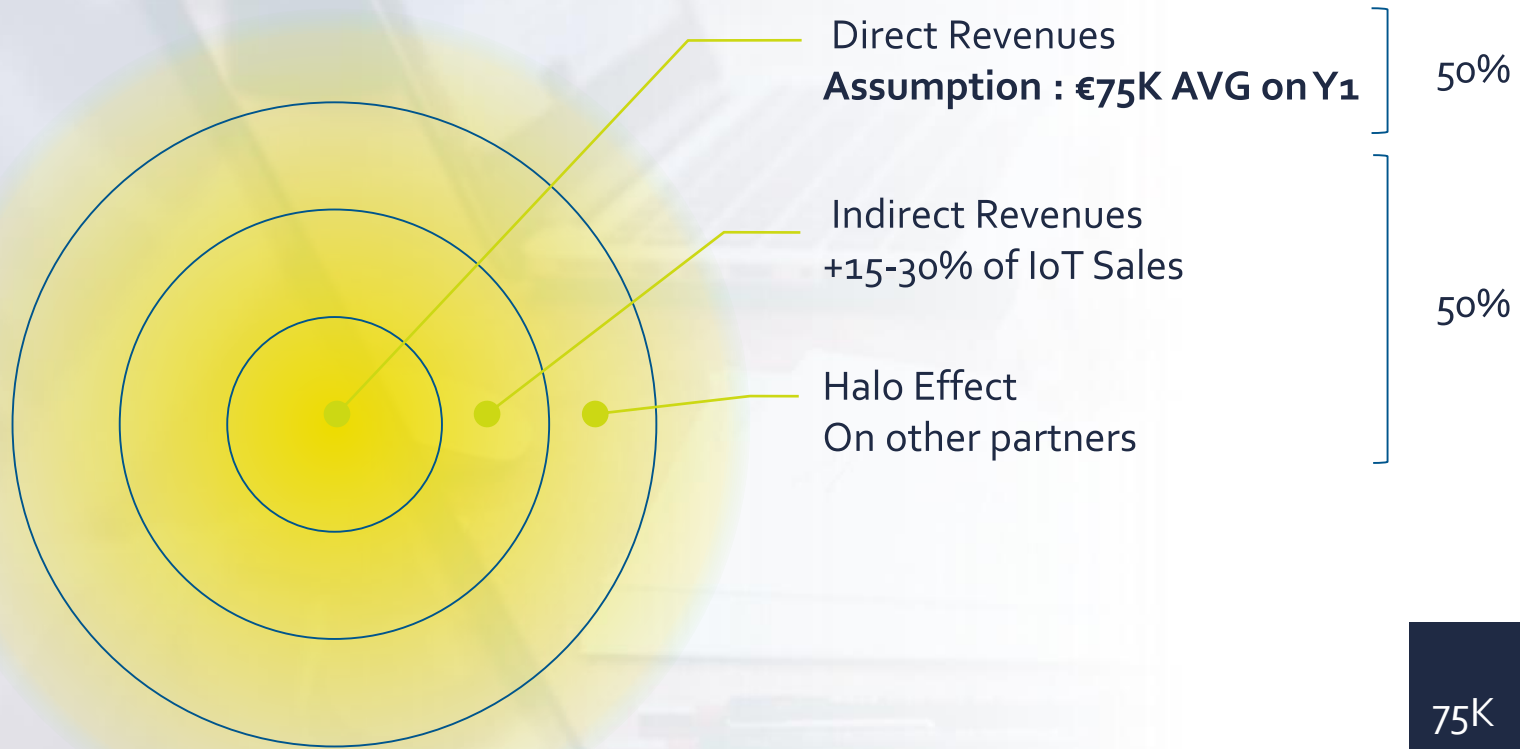 Direct Revenues
Assumption : €75K AVG on Y1
50%
Indirect Revenues
+15-30% of IoT Sales
50%
Halo Effect
On other partners
75K